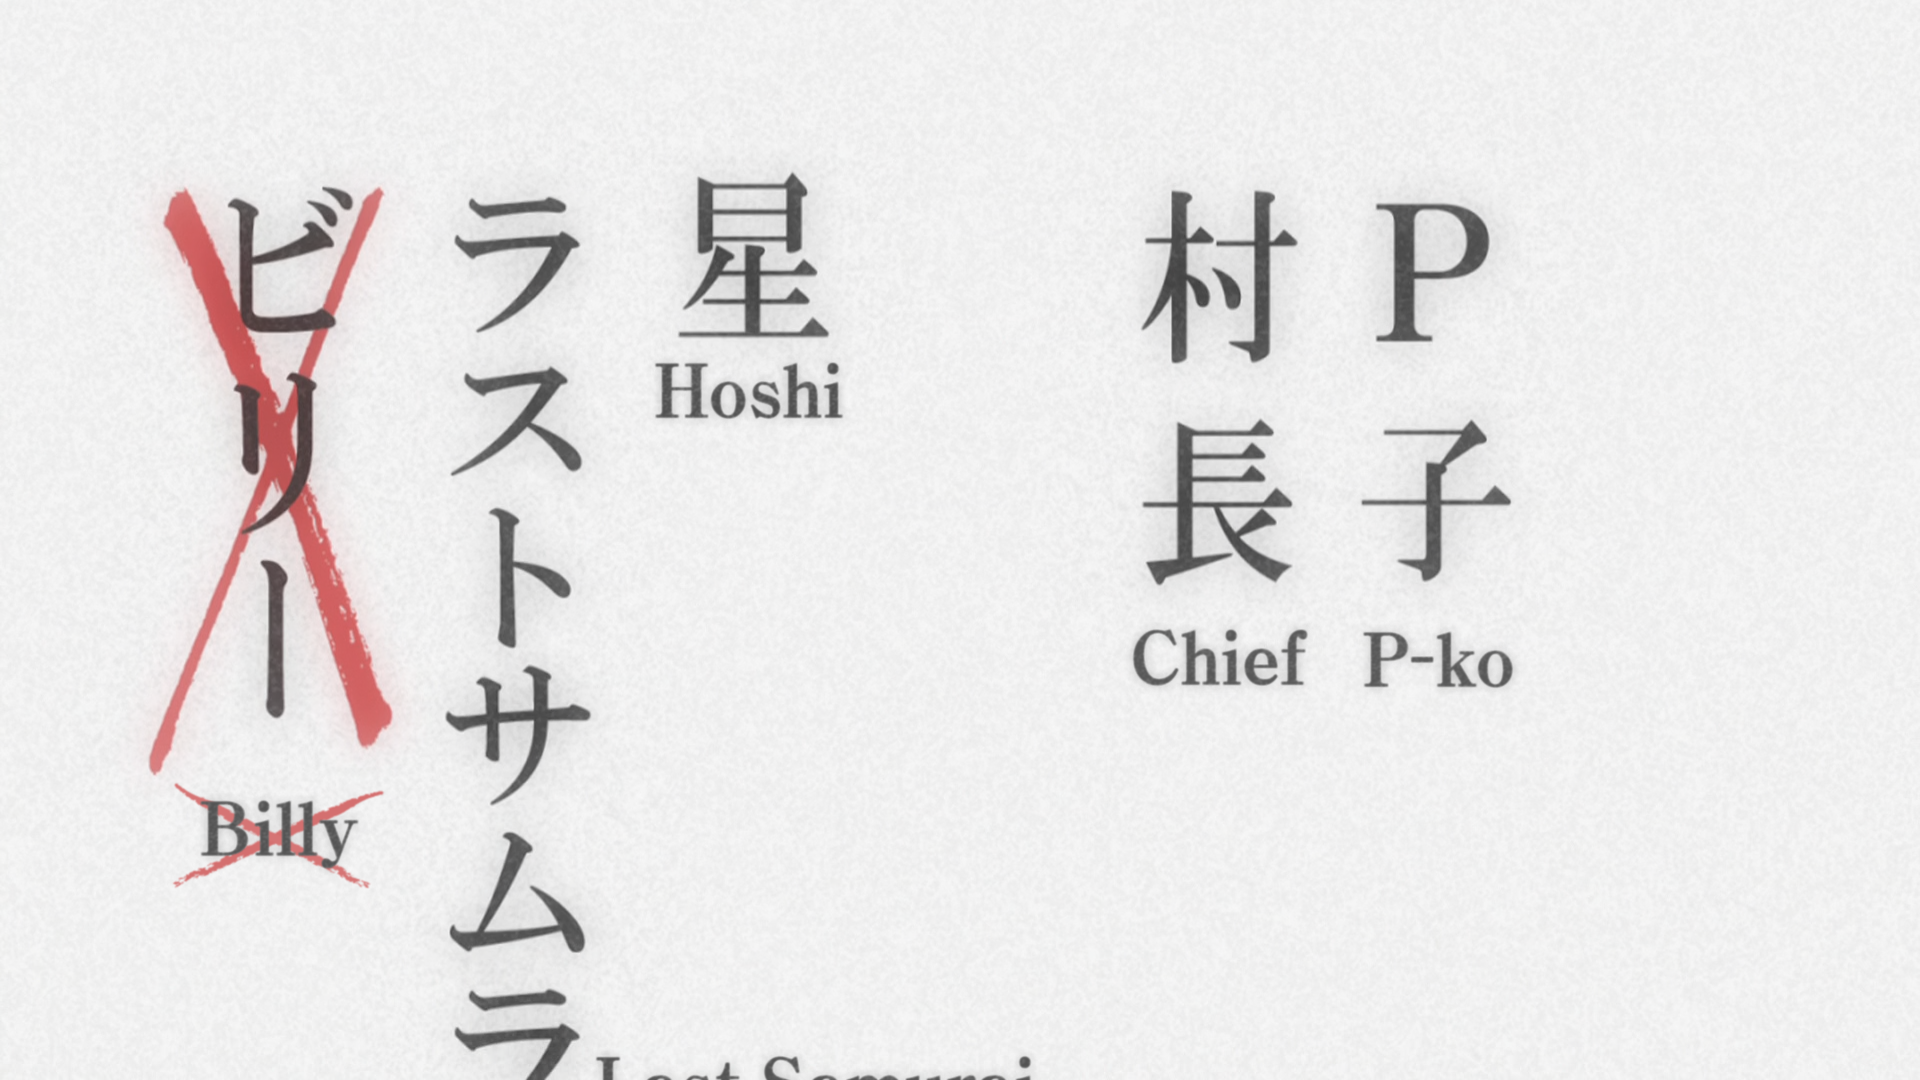 P子
P-ko
村長
Chief
星
Hoshi
ラストサムラ
Last Samurai
ビリー
Billy